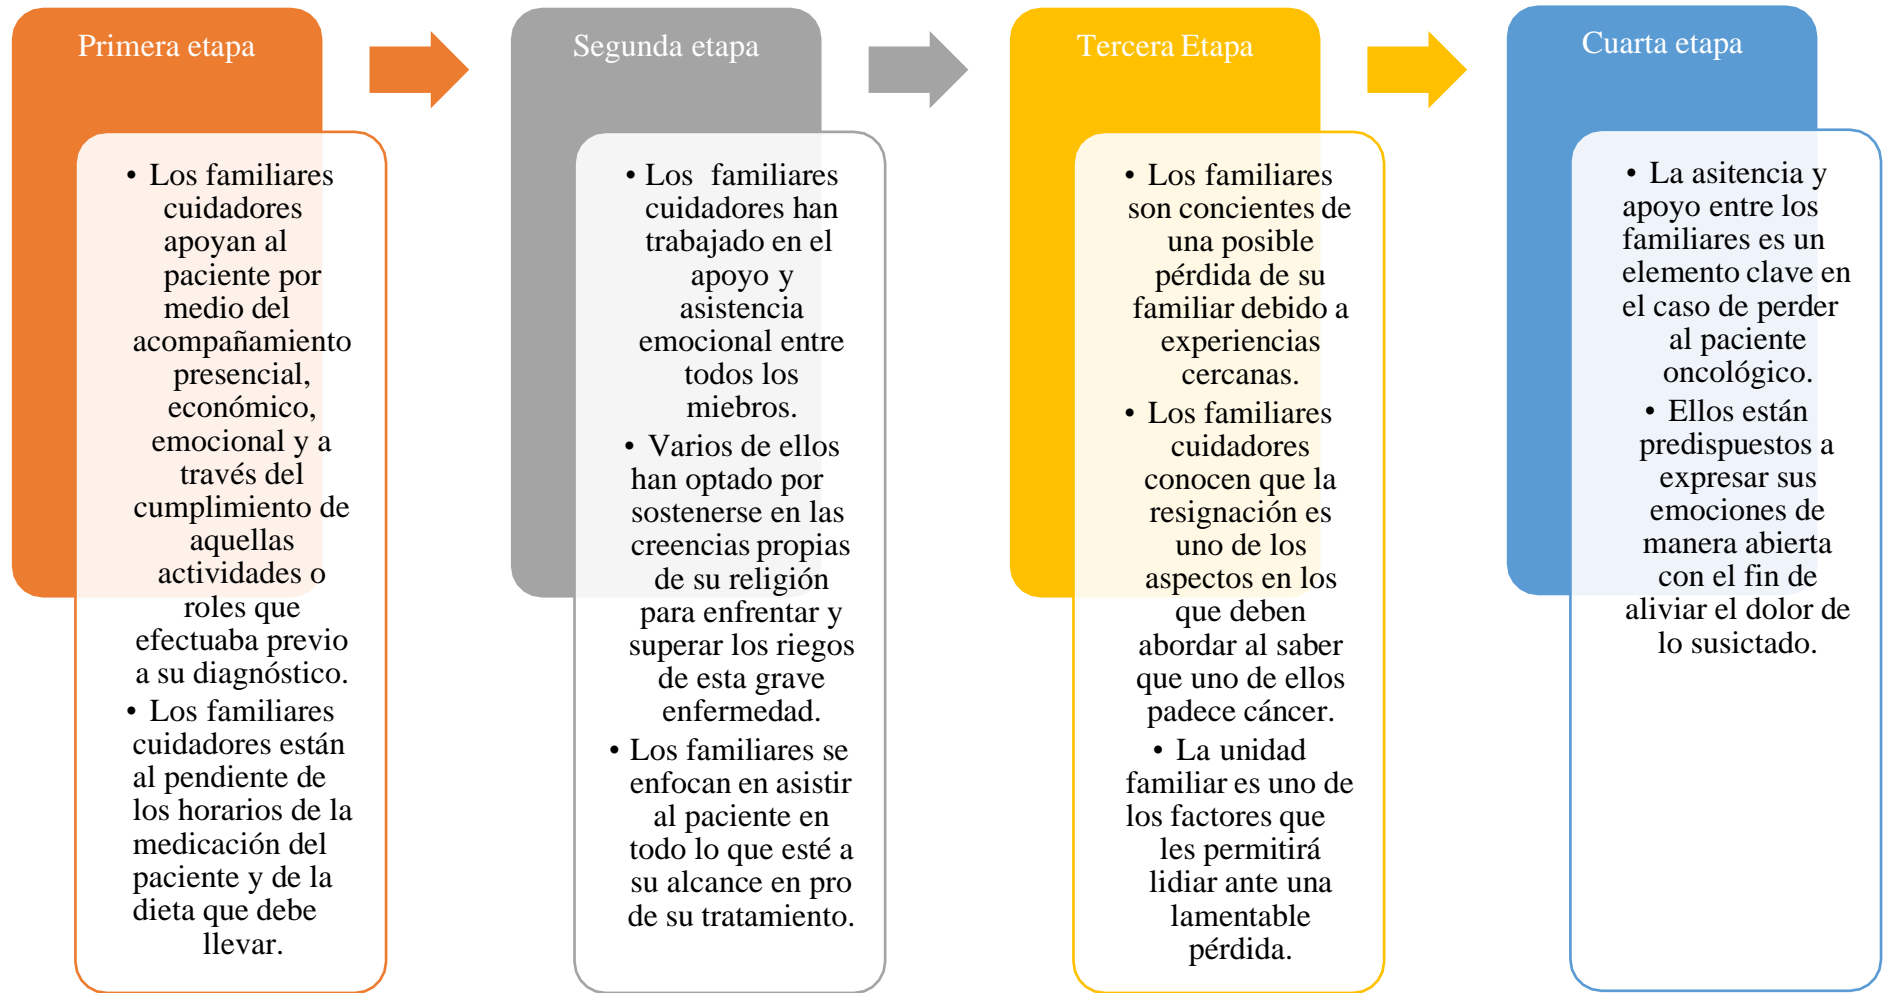 Primera etapa
• Los familiares
cuidadores
apoyan al
paciente por
medio del
acompañamiento
presencial,
económico,
emocional y a
través del
cumplimiento de
aquellas
actividades o
roles que
efectuaba previo
a su diagnóstico.
• Los familiares
cuidadores están
al pendiente de
los horarios de la
medicación del
paciente y de la
dieta que debe
llevar.
Segunda etapa
• Los familiares
cuidadores han
trabajado en el
apoyo y
asistencia
emocional entre
todos los
miebros.
• Varios de ellos
han optado por
sostenerse en las
creencias propias
de su religión
para enfrentar y
superar los riegos
de esta grave
enfermedad.
• Los familiares se
enfocan en asistir
al paciente en
todo lo que esté a
su alcance en pro
de su tratamiento.
Tercera Etapa
• Los familiares
son concientes de
una posible
pérdida de su
familiar debido a
experiencias
cercanas.
• Los familiares
cuidadores
conocen que la
resignación es
uno de los
aspectos en los
que deben
abordar al saber
que uno de ellos
padece cáncer.
• La unidad
familiar es uno de
los factores que
les permitirá
lidiar ante una
lamentable
pérdida.
Cuarta etapa
• La asitencia y
apoyo entre los
familiares es un
elemento clave en
el caso de perder
al paciente
oncológico.
• Ellos están
predispuestos a
expresar sus
emociones de
manera abierta
con el fin de
aliviar el dolor de
lo susictado.